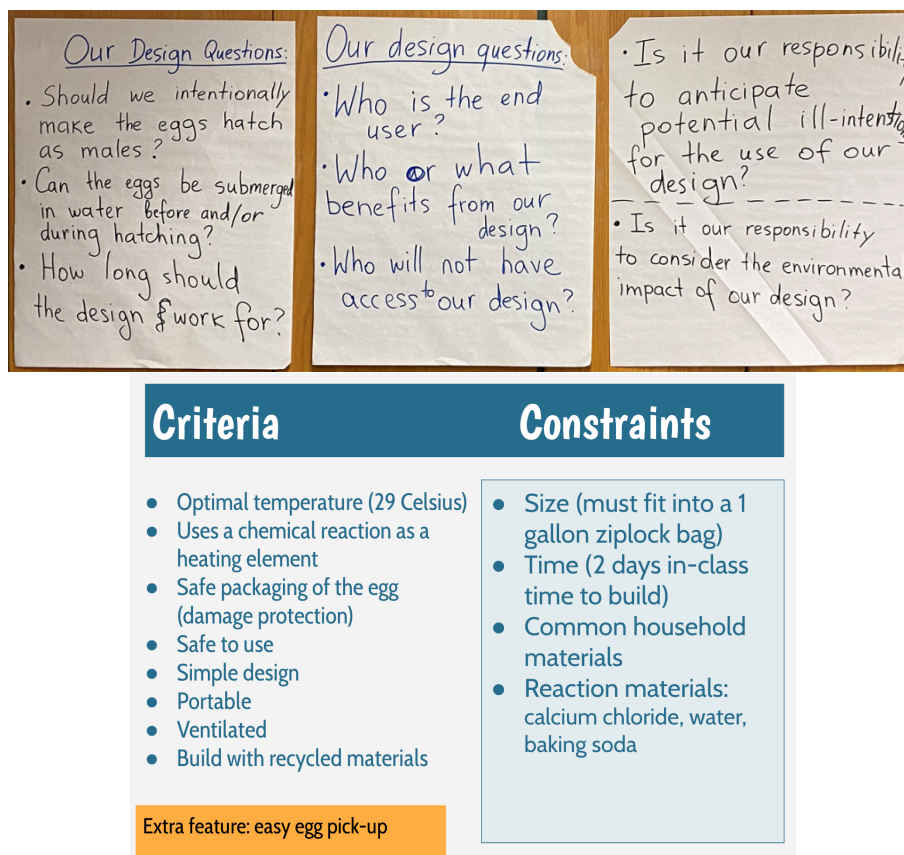 Our Design Questions:
• Should we intentionally
make the eggs hatch
as males?
• Can the eggs be submerged
in water before and/or
during hatching?
• How long should
the design work for?
Our design questions:
• Who is the end
user?
• Who or what
benefits from our
design?
• Who will not have
access to our design?
• Is it our responsibili
to anticipate
potential ill-intentio
for the use of our
design?
• Is it our responsibility
to consider the environmenta
impact of our design?
Criteria
● Optimal temperature (29 Celsius)
● Uses a chemical reaction as a
heating element
● Safe packaging of the egg
(damage protection)
● Safe to use
● Simple design
● Portable
● Ventilated
● Build with recycled materials
Extra feature: easy egg pick-up
Constraints
● Size (must fit into a 1
gallon ziplock bag)
● Time (2 days in-class
time to build)
● Common household
materials
● Reaction materials:
calcium chloride, water,
baking soda